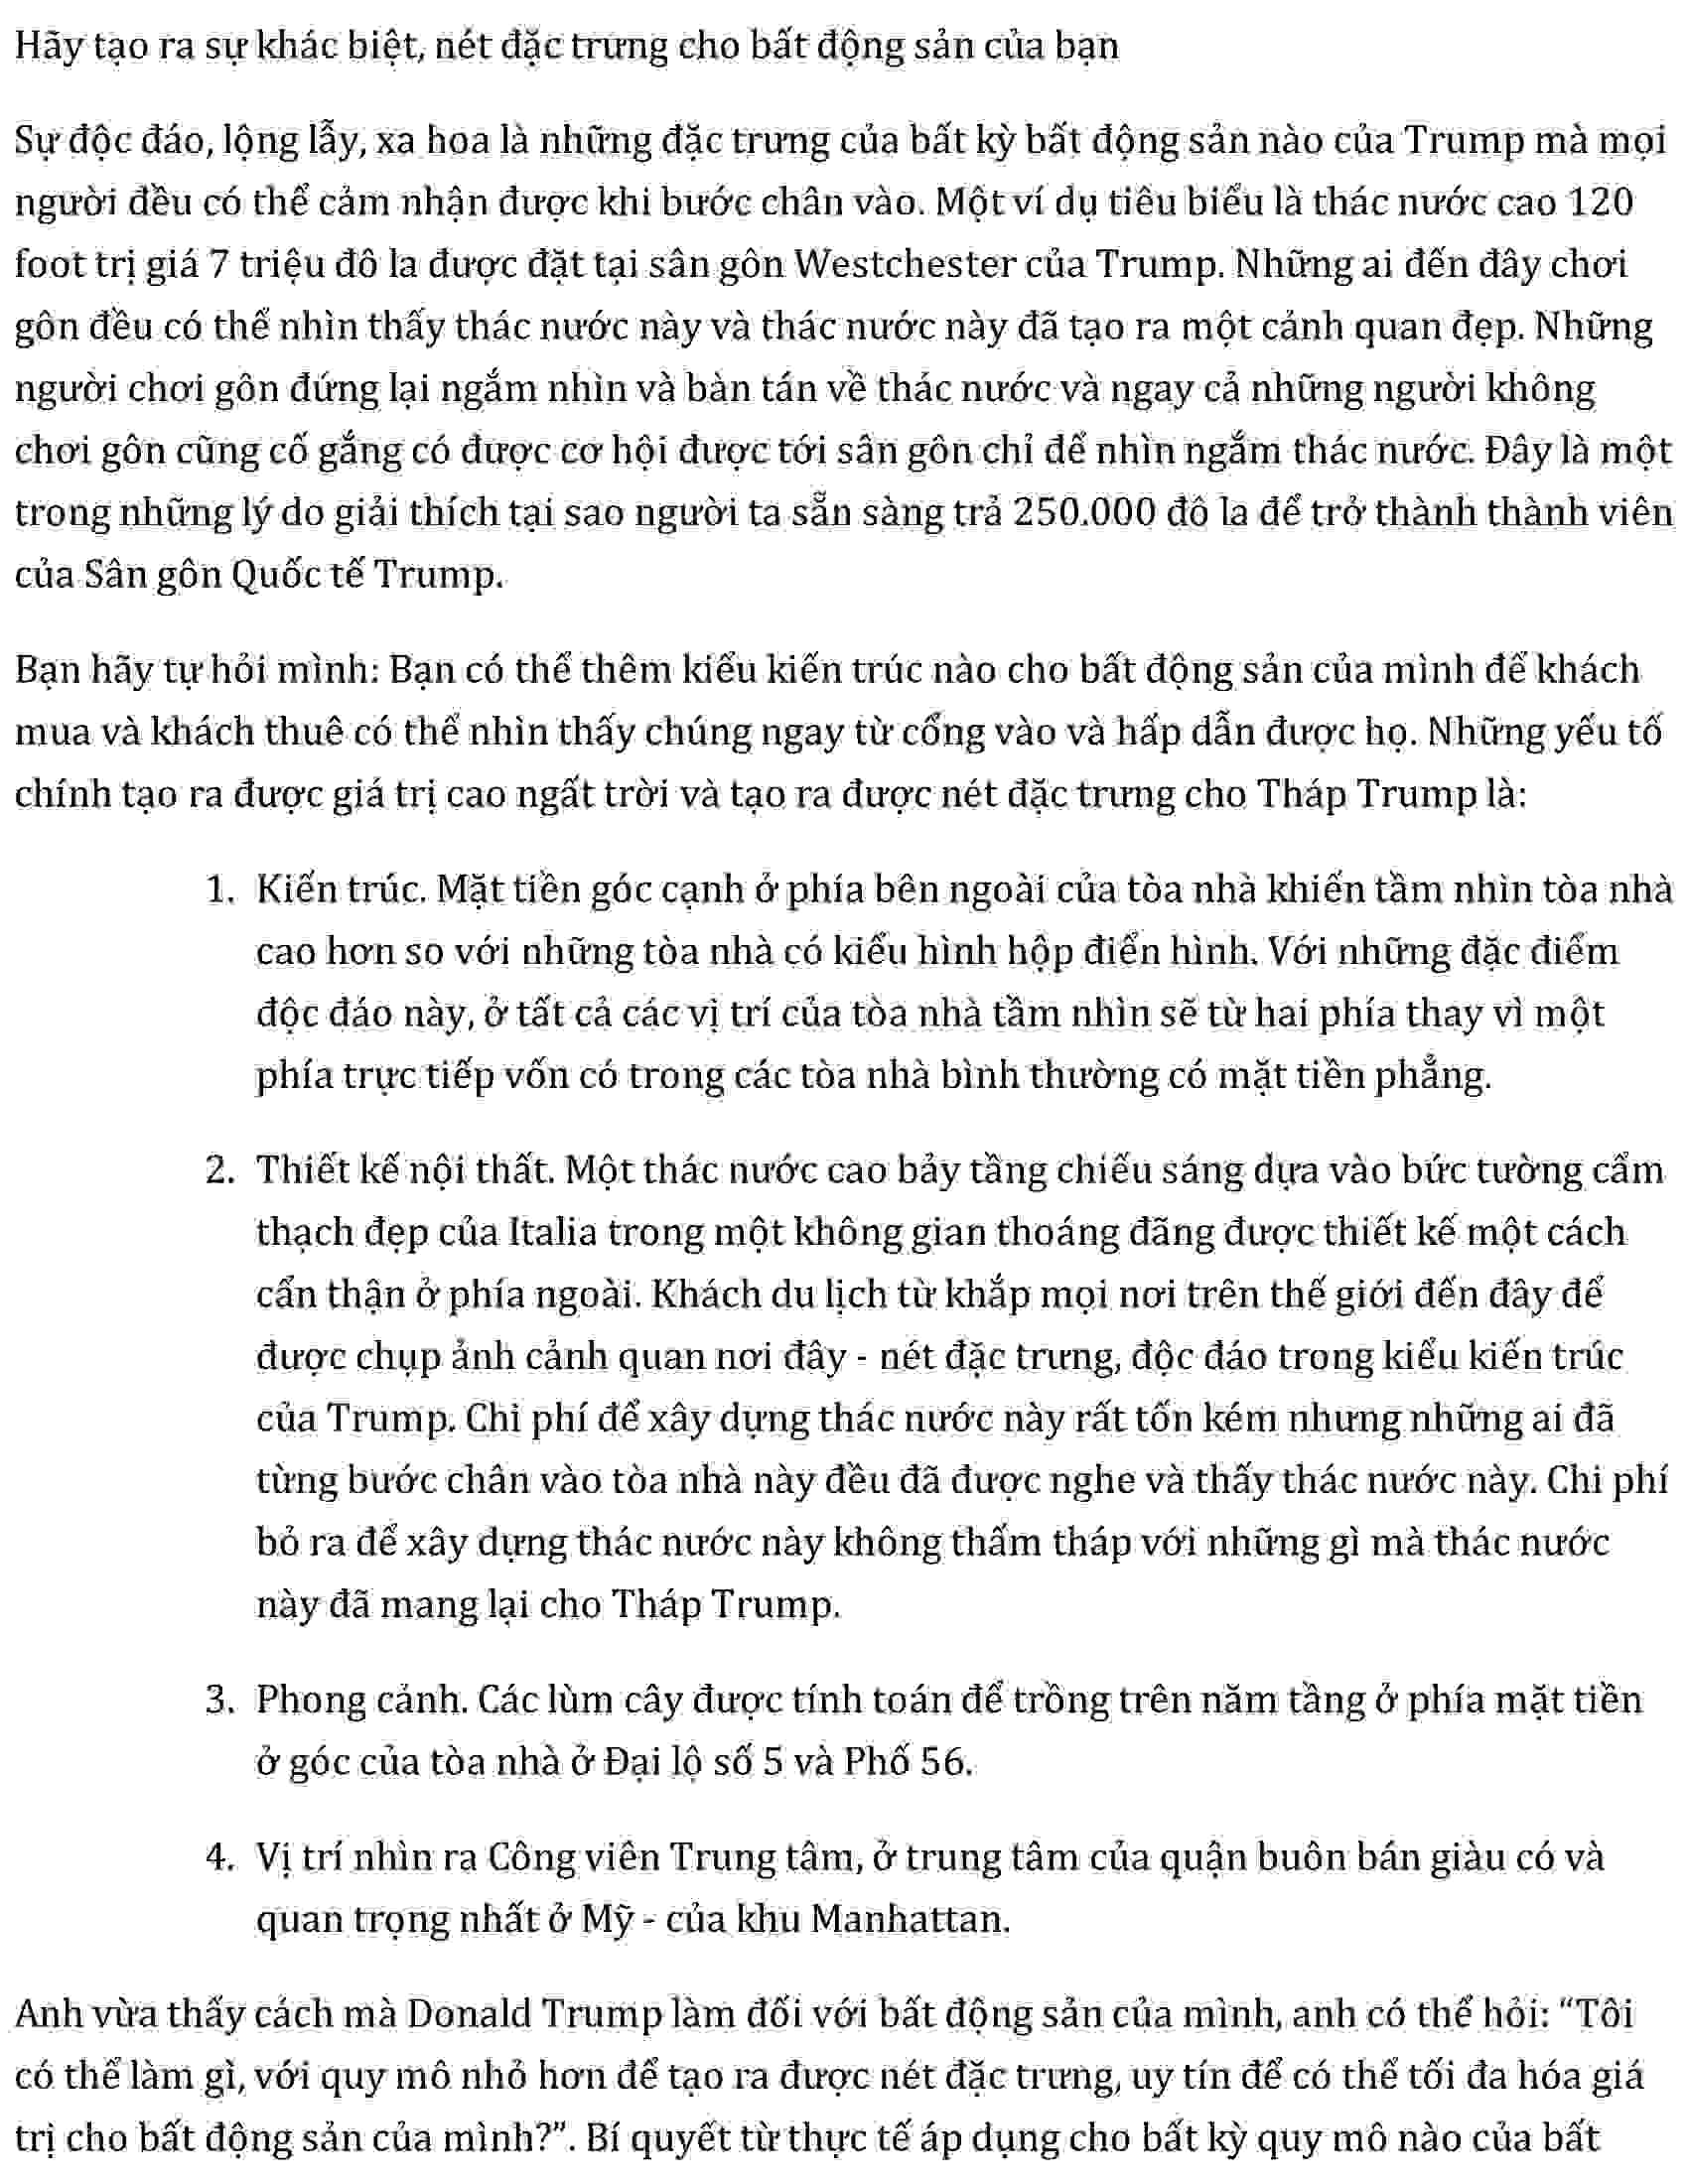 Hãy tạo ra sự khác biệt, nét đặc trưng cho bất động sản của bạn
Sự độc đáo, lộng lẫy, xa hoa là những đặc trưng của bất kỳ bất động sản nào của Trump mà mọi
người đều có thể cảm nhận được khi bước chân vào. Một ví dụ tiêu biểu là thác nước cao 120
foot trị giá 7 triệu đô la được đặt tại sân gôn Westchester của Trump. Những ai đến đây chơi
gôn đều có thể nhìn thấy thác nước này và thác nước này đã tạo ra một cảnh quan đẹp. Những
người chơi gôn đứng lại ngắm nhìn và bàn tán về thác nước và ngay cả những người không
chơi gôn cũng cố gắng có được cơ hội được tới sân gôn chỉ để nhìn ngắm thác nước. Đây là một
trong những lý do giải thích tại sao người ta sẵn sàng trả 250.000 đô la để trở thành thành viên
của Sân gôn Quốc tế Trump.
Bạn hãy tự hỏi mình: Bạn có thể thêm kiểu kiến trúc nào cho bất động sản của mình để khách
mua và khách thuê có thể nhìn thấy chúng ngay từ cổng vào và hấp dẫn được họ. Những yếu tố
chính tạo ra được giá trị cao ngất trời và tạo ra được nét đặc trưng cho Tháp Trump là:
1. Kiến trúc. Mặt tiền góc cạnh ở phía bên ngoài của tòa nhà khiến tầm nhìn tòa nhà
cao hơn so với những tòa nhà có kiểu hình hộp điển hình. Với những đặc điểm
độc đáo này, ở tất cả các vị trí của tòa nhà tầm nhìn sẽ từ hai phía thay vì một
phía trực tiếp vốn có trong các tòa nhà bình thường có mặt tiền phẳng.
2. Thiết kế nội thất. Một thác nước cao bảy tầng chiếu sáng dựa vào bức tường cẩm
thạch đẹp của Italia trong một không gian thoáng đãng được thiết kế một cách
cẩn thận ở phía ngoài. Khách du lịch từ khắp mọi nơi trên thế giới đến đây để
được chụp ảnh cảnh quan nơi đây - nét đặc trưng, độc đáo trong kiểu kiến trúc
của Trump. Chi phí để xây dựng thác nước này rất tốn kém nhưng những ai đã
từng bước chân vào tòa nhà này đều đã được nghe và thấy thác nước này. Chi phí
bỏ ra để xây dựng thác nước này không thấm tháp với những gì mà thác nước
này đã mang lại cho Tháp Trump.
3. Phong cảnh. Các lùm cây được tính toán để trồng trên năm tầng ở phía mặt tiền
ở góc của tòa nhà ở Đại lộ số 5 và Phố 56.
4. Vị trí nhìn ra Công viên Trung tâm, ở trung tâm của quận buôn bán giàu có và
quan trọng nhất ở Mỹ - của khu Manhattan.
Anh vừa thấy cách mà Donald Trump làm đối với bất động sản của mình, anh có thể hỏi: “Tôi
có thể làm gì, với quy mô nhỏ hơn để tạo ra được nét đặc trưng, uy tín để có thể tối đa hóa giá
trị cho bất động sản của mình?”. Bí quyết từ thực tế áp dụng cho bất kỳ quy mô nào của bất